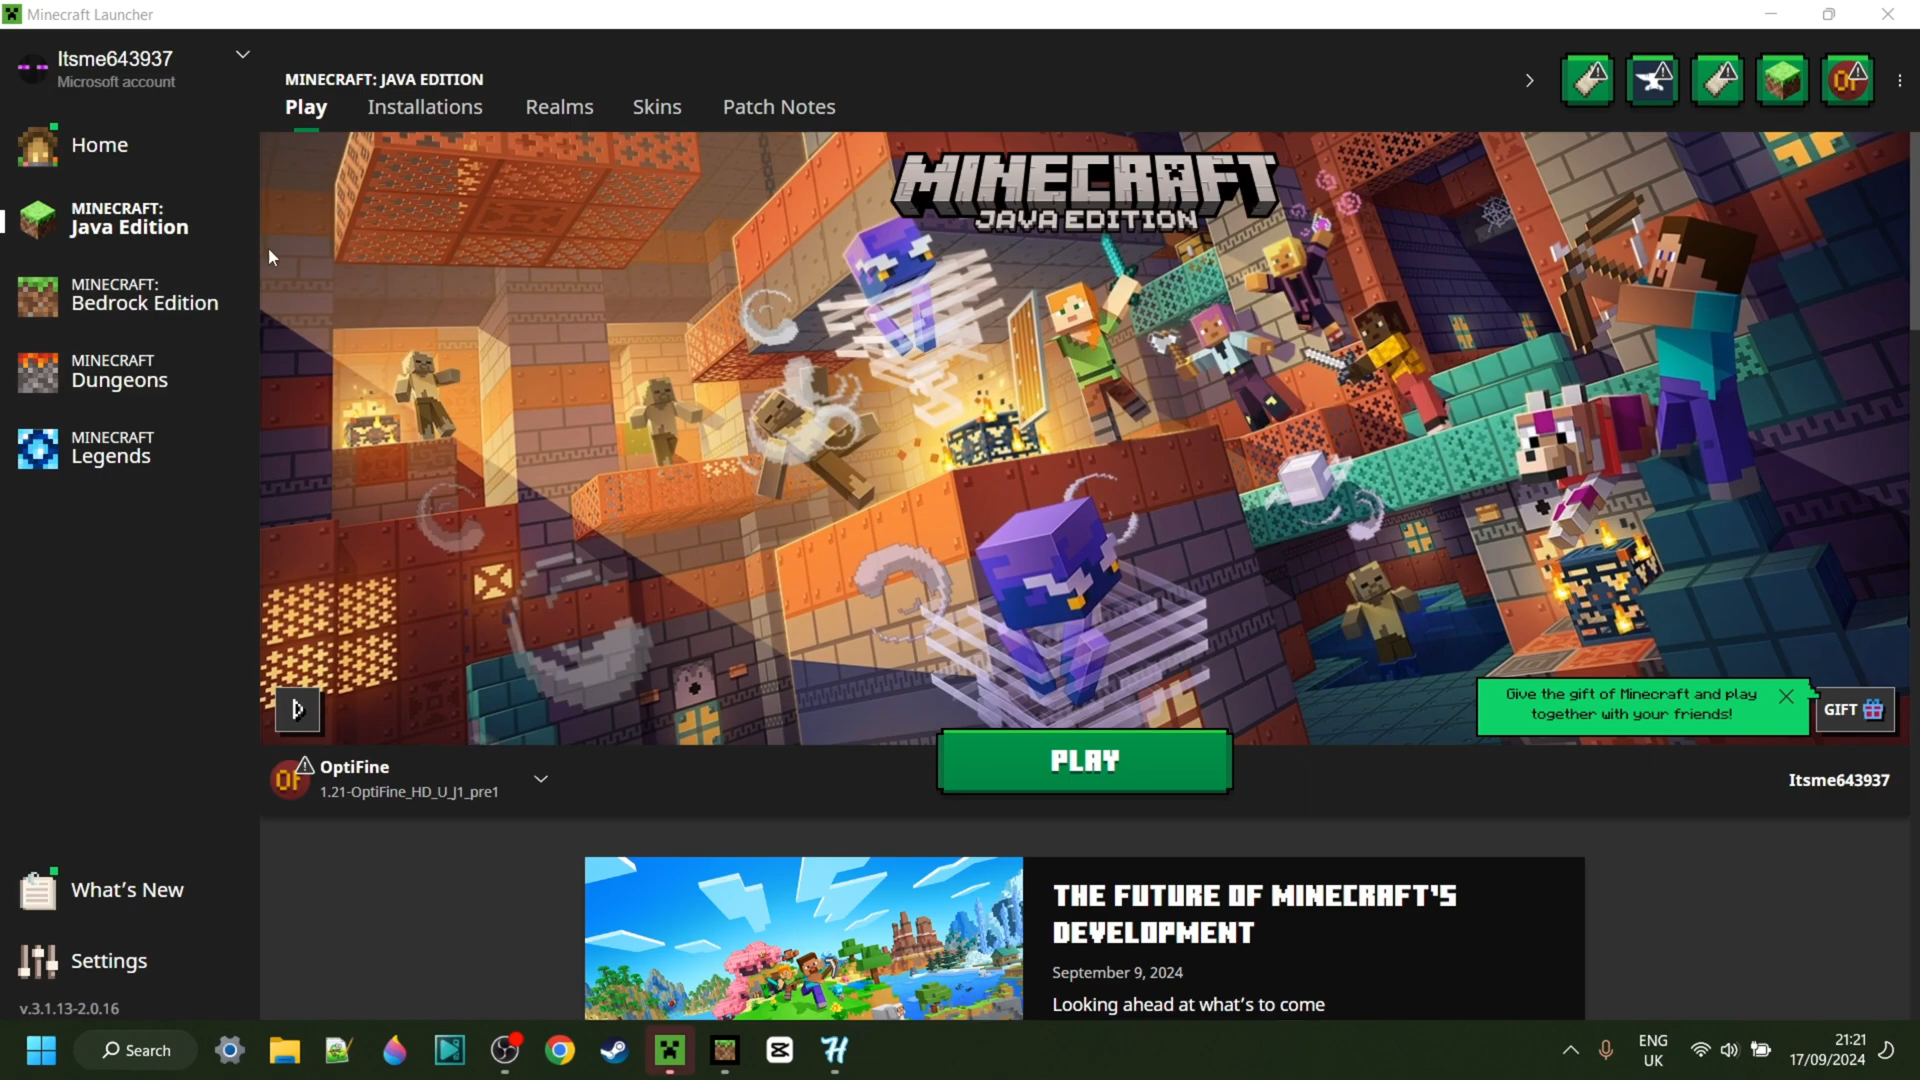 Minecraft Launcher
Itsme643937
Microsoft account
Home
MINECRAFT:
Java Edition
MINECRAFT:
Bedrock Edition
MINECRAFT
Dungeons
MINECRAFT
Legends
What's New
Settings
v.3.1.13-2.0.16
MINECRAFT: JAVA EDITION
Play Installations Realms Skins Patch Notes
OF
MINECRAFT
JAVA EDITION
Give the gift of Minecraft and play
together with your friends!
GIFT
OF
OptiFine
1.21-OptiFine_HD_U_J1_pre1
PLAY
Itsme643937
THE FUTURE OF MINECRAFT'S
DEVELOPMENT
September 9, 2024
Looking ahead at what's to come
Search
ENG
UK
21:21
17/09/2024